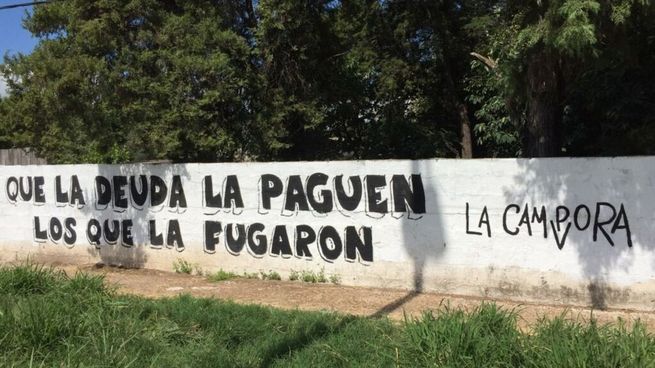 QUE LA DEUDA LA PAGUEN
LOS QUE LA FUGARON
LA CAMPORA